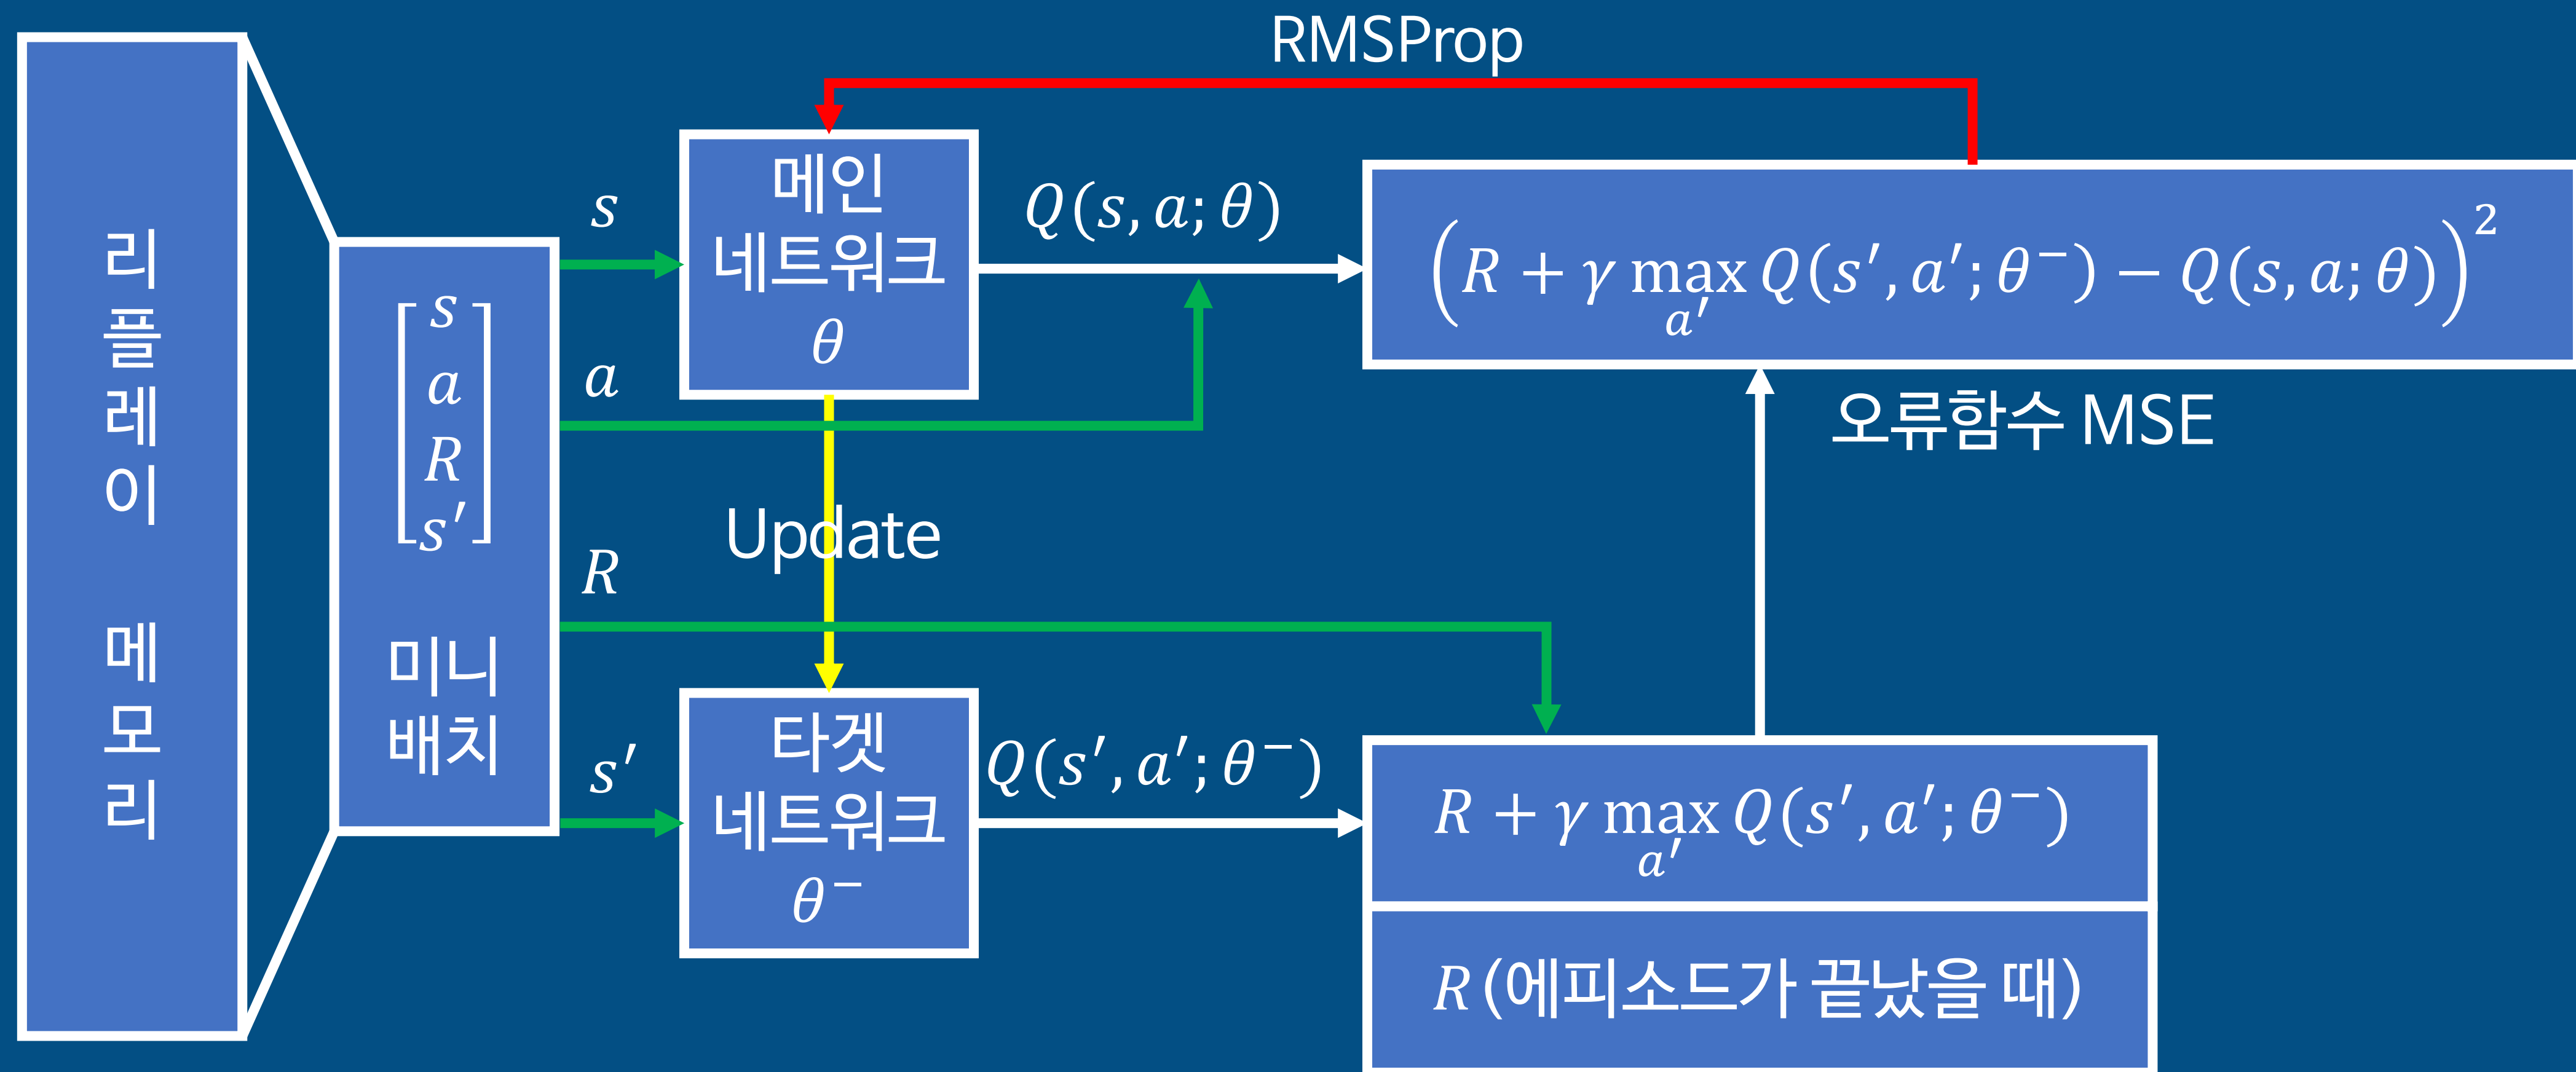 리플레이 메모리
s
a
R
s′
미니
배치
s
a
R
s′
RMSProp
메인
네트워크
θ
Update
타겟
네트워크
θ⁻
Q(s, a; θ)
Q(s′, a′; θ⁻)
(R + γ max_{a′} Q(s′, a′; θ⁻) − Q(s, a; θ))²
오류함수 MSE
R + γ max_{a′} Q(s′, a′; θ⁻)
R (에피소드가 끝났을 때)